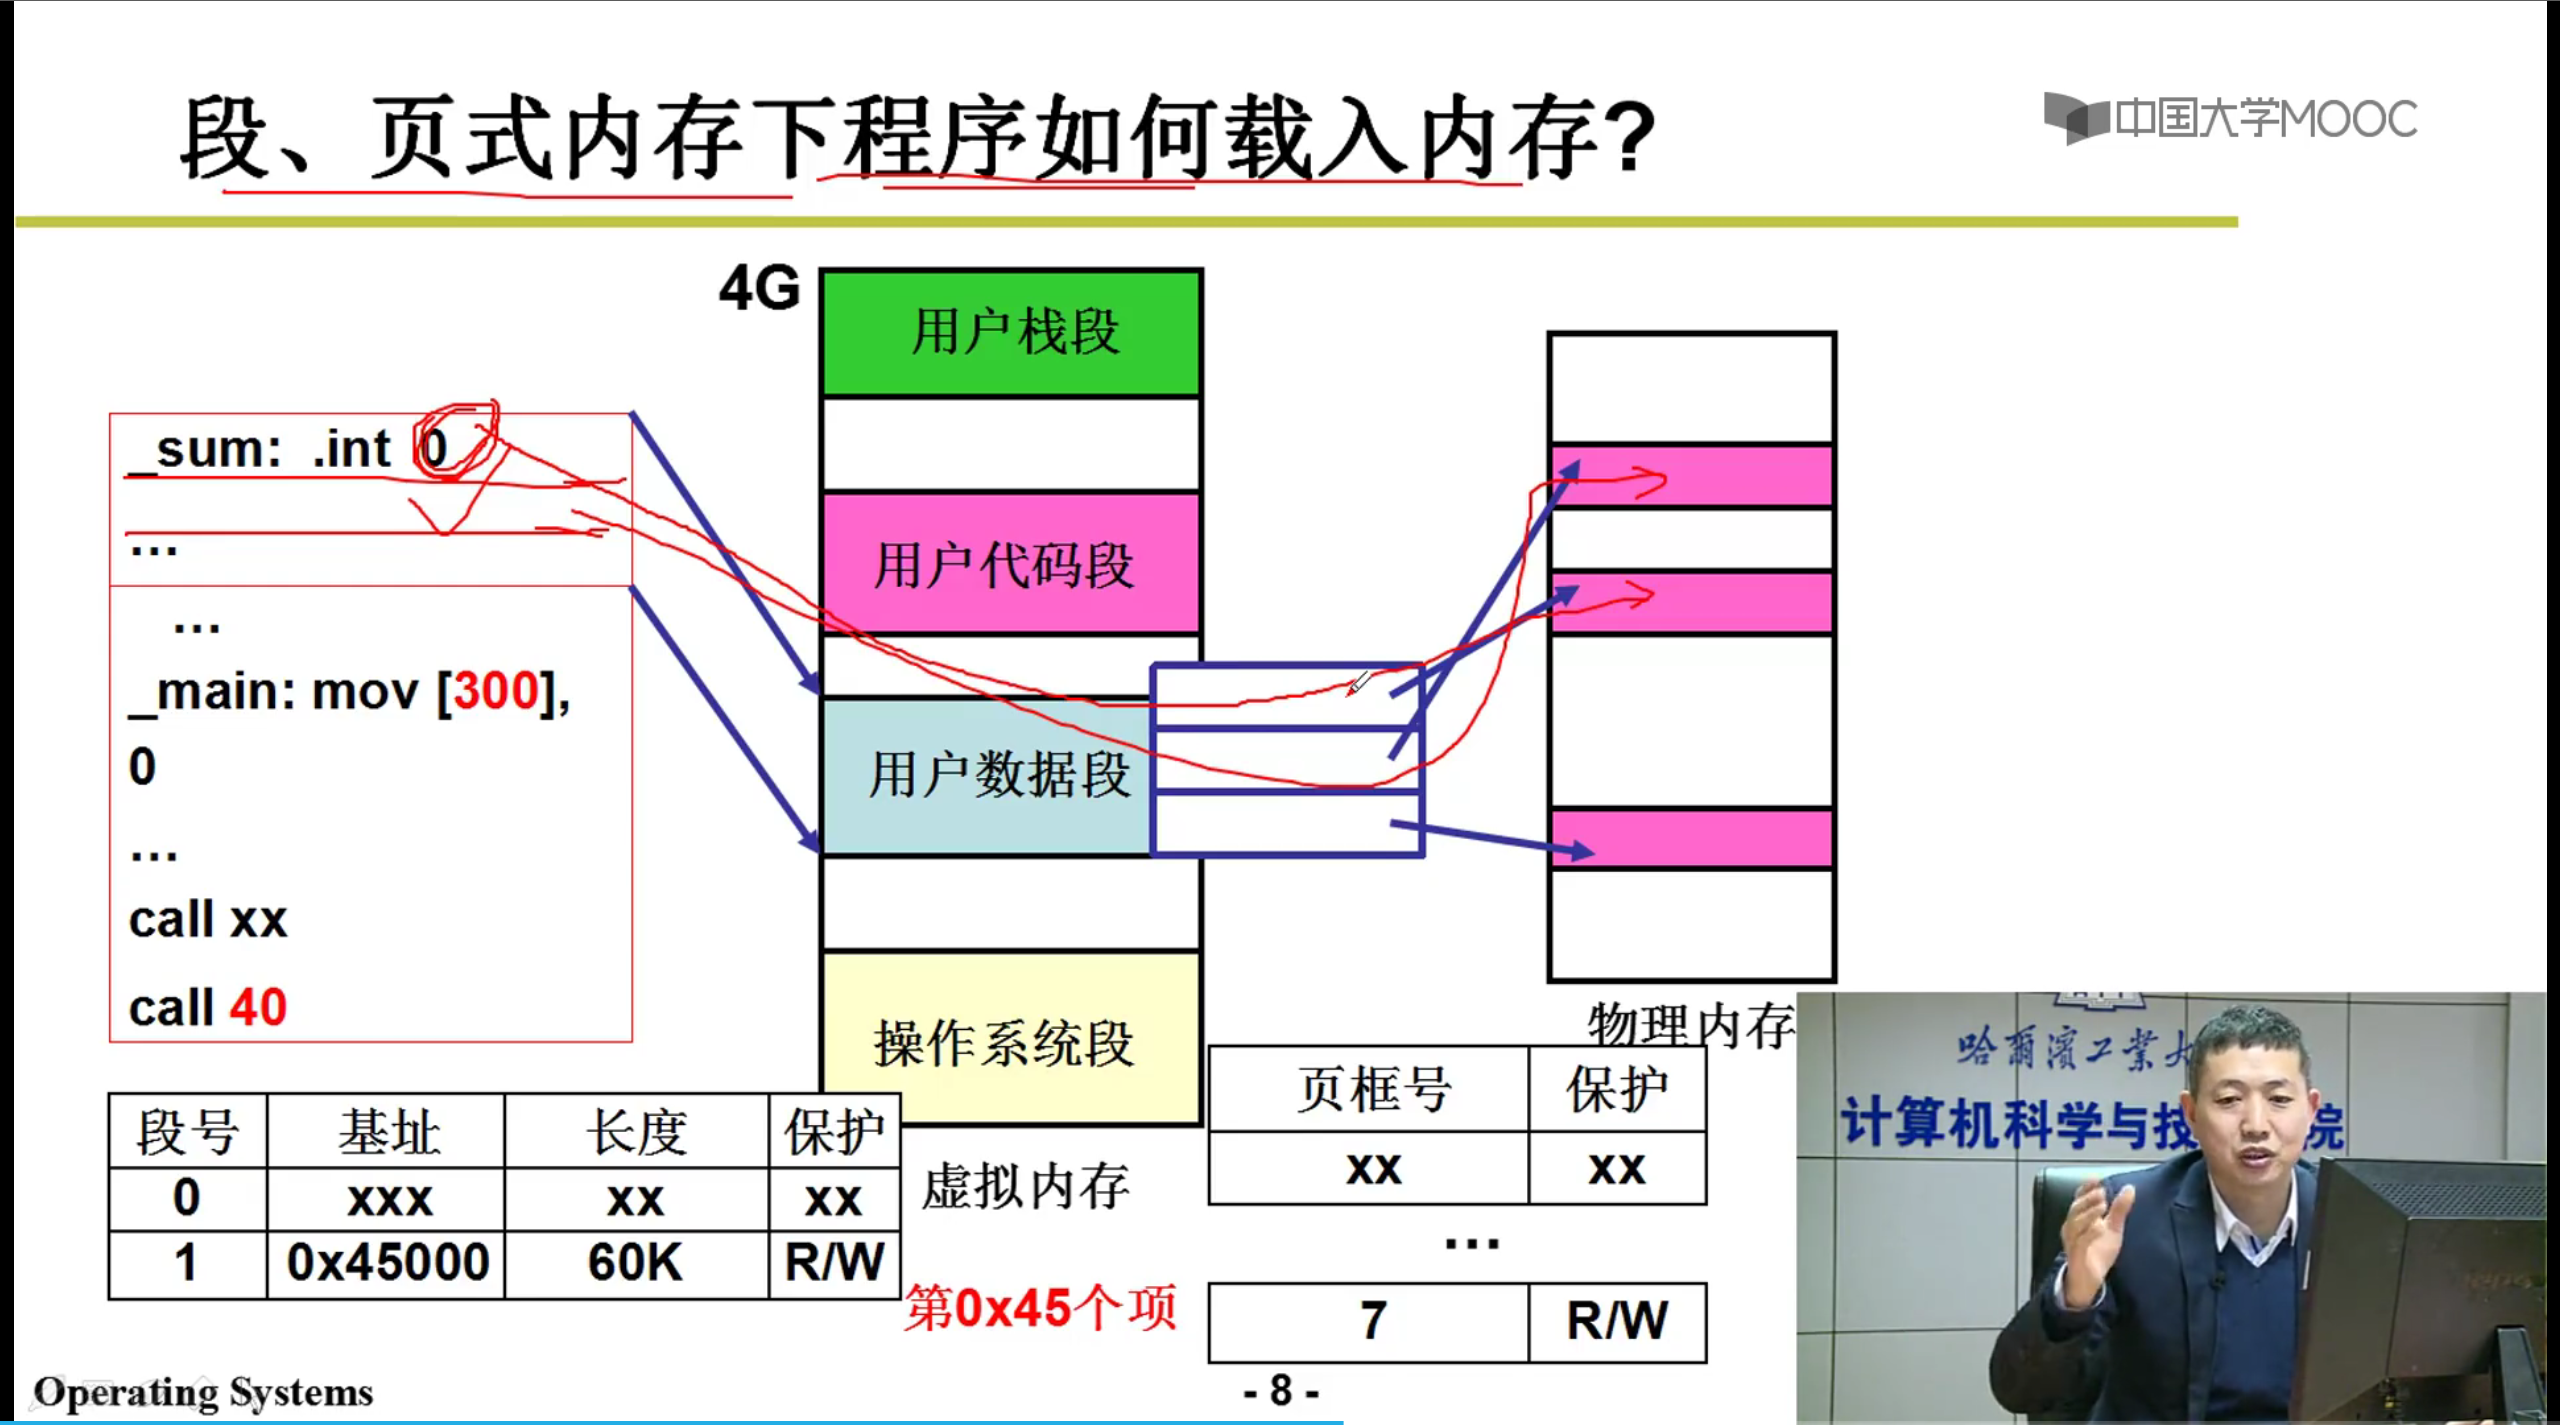 段、页式内存下程序如何载入内存?
中国大学MOOC
4G
用户栈段
用户代码段
用户数据段
操作系统段
_sum: .int 0
...
...
_main: mov [300],
0
...
call xx
call 40
物理内存
段号 基址 长度 保护
0 xxx xx xx
1 0x45000 60K R/W
虚拟内存
第0x45个项
页框号 保护
xx xx
...
7 R/W
哈尔滨工业大
计算机科学与技 院
Operating Systems
- 8 -